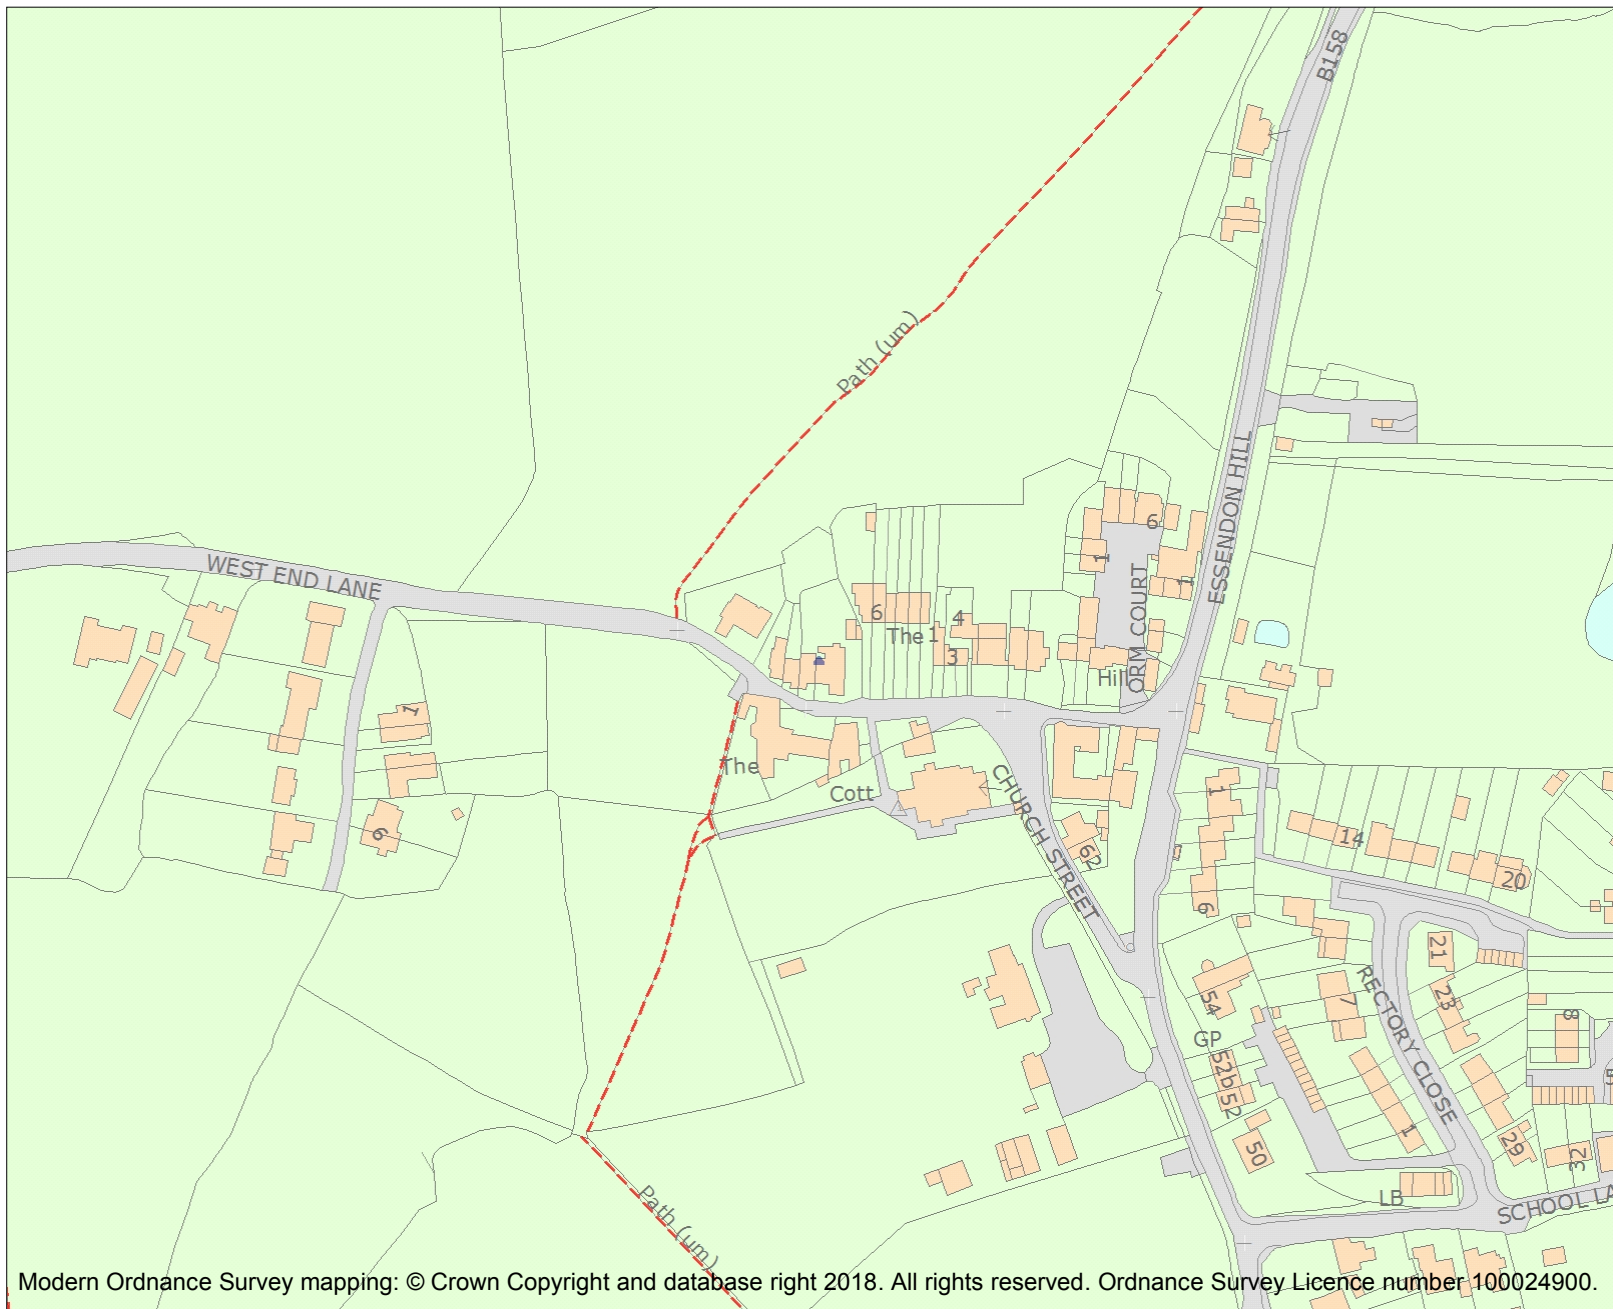 B158
Path (um)
ESSENDON HILL
6
1
WEST END LANE
1
ORM COURT
6
4
The 1
3
Hill
1
The
Cott
CHURCH STREET
1
14
62
20
6
6
21
RECTORY CLOSE
54
7
23
8
GP
52b
52
5
50
1
29
32
Path (um)
LB
SCHOOL LA
Modern Ordnance Survey mapping: © Crown Copyright and database right 2018. All rights reserved. Ordnance Survey Licence number 100024900.